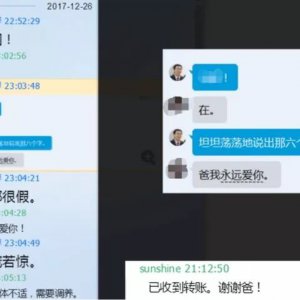 2017-12-26
22:52:29
！
:02:56
23:03:48
！
在。
坦坦荡荡地说出那六个字。
爸我永远爱你。
23:04:21
很假。
:04:28
爱你！
23:04:49
若惊。
:05:13
体不适，需要调养。
sunshine 21:12:50
已收到转账。谢谢爸！